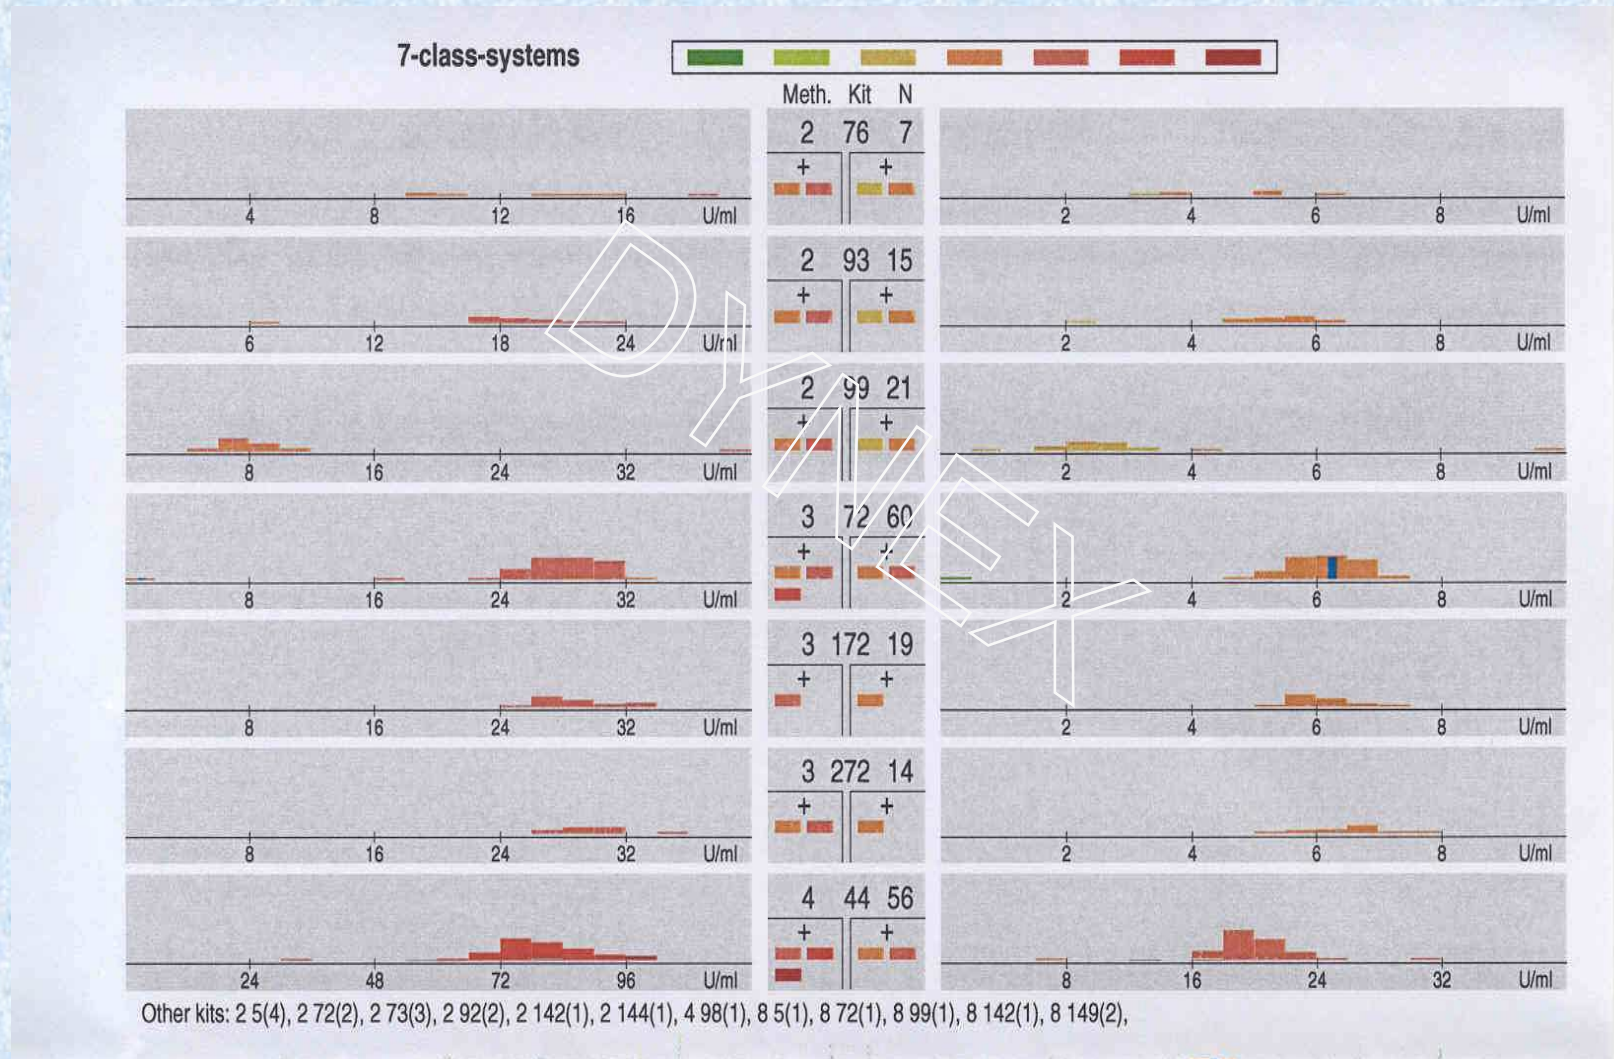 7-class-systems
Meth. Kit N
2 76 7
+ +
4 8 12 16 U/ml
2 4 6 8 U/ml
2 93 15
+ +
6 12 18 24 U/ml
2 4 6 8 U/ml
2 99 21
+ +
8 16 24 32 U/ml
2 4 6 8 U/ml
3 72 60
+ +
8 16 24 32 U/ml
2 4 6 8 U/ml
3 172 19
+ +
8 16 24 32 U/ml
2 4 6 8 U/ml
3 272 14
+ +
8 16 24 32 U/ml
2 4 6 8 U/ml
4 44 56
+ +
24 48 72 96 U/ml
8 16 24 32 U/ml
Other kits: 2 5(4), 2 72(2), 2 73(3), 2 92(2), 2 142(1), 2 144(1), 4 98(1), 8 5(1), 8 72(1), 8 99(1), 8 142(1), 8 149(2),
DYNEX